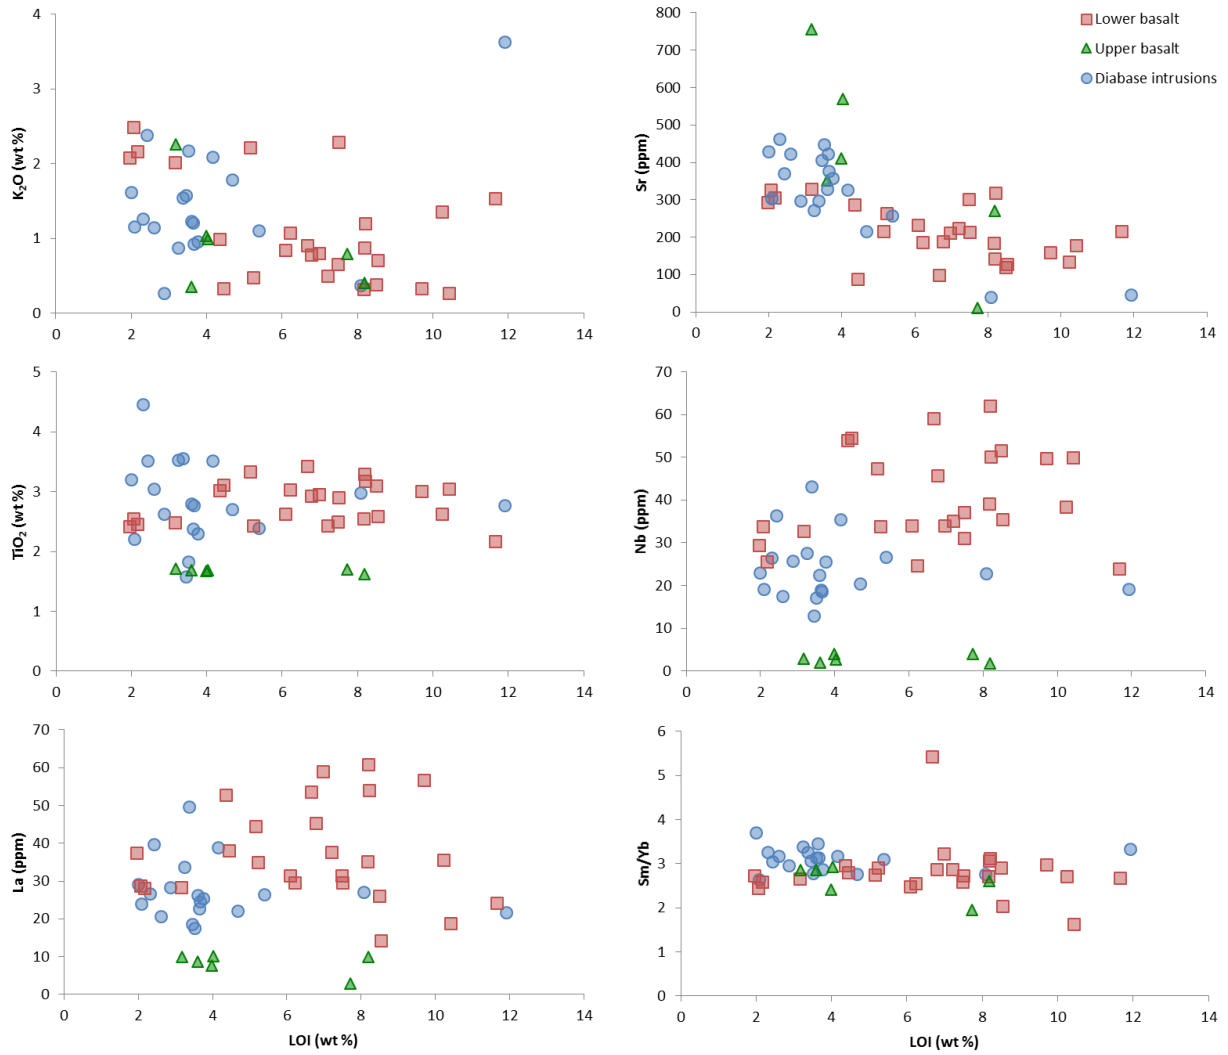 4
3
2
1
0
0 2 4 6 8 10 12 14
K₂O (wt %)
800
700
600
500
400
300
200
100
0
0 2 4 6 8 10 12 14
Sr (ppm)
Lower basalt
Upper basalt
Diabase intrusions
5
4
3
2
1
0
0 2 4 6 8 10 12 14
TiO₂ (wt %)
70
60
50
40
30
20
10
0
0 2 4 6 8 10 12 14
Nb (ppm)
70
60
50
40
30
20
10
0
0 2 4 6 8 10 12 14
La (ppm)
LOI (wt %)
6
5
4
3
2
1
0
0 2 4 6 8 10 12 14
Sm/Yb
LOI (wt %)